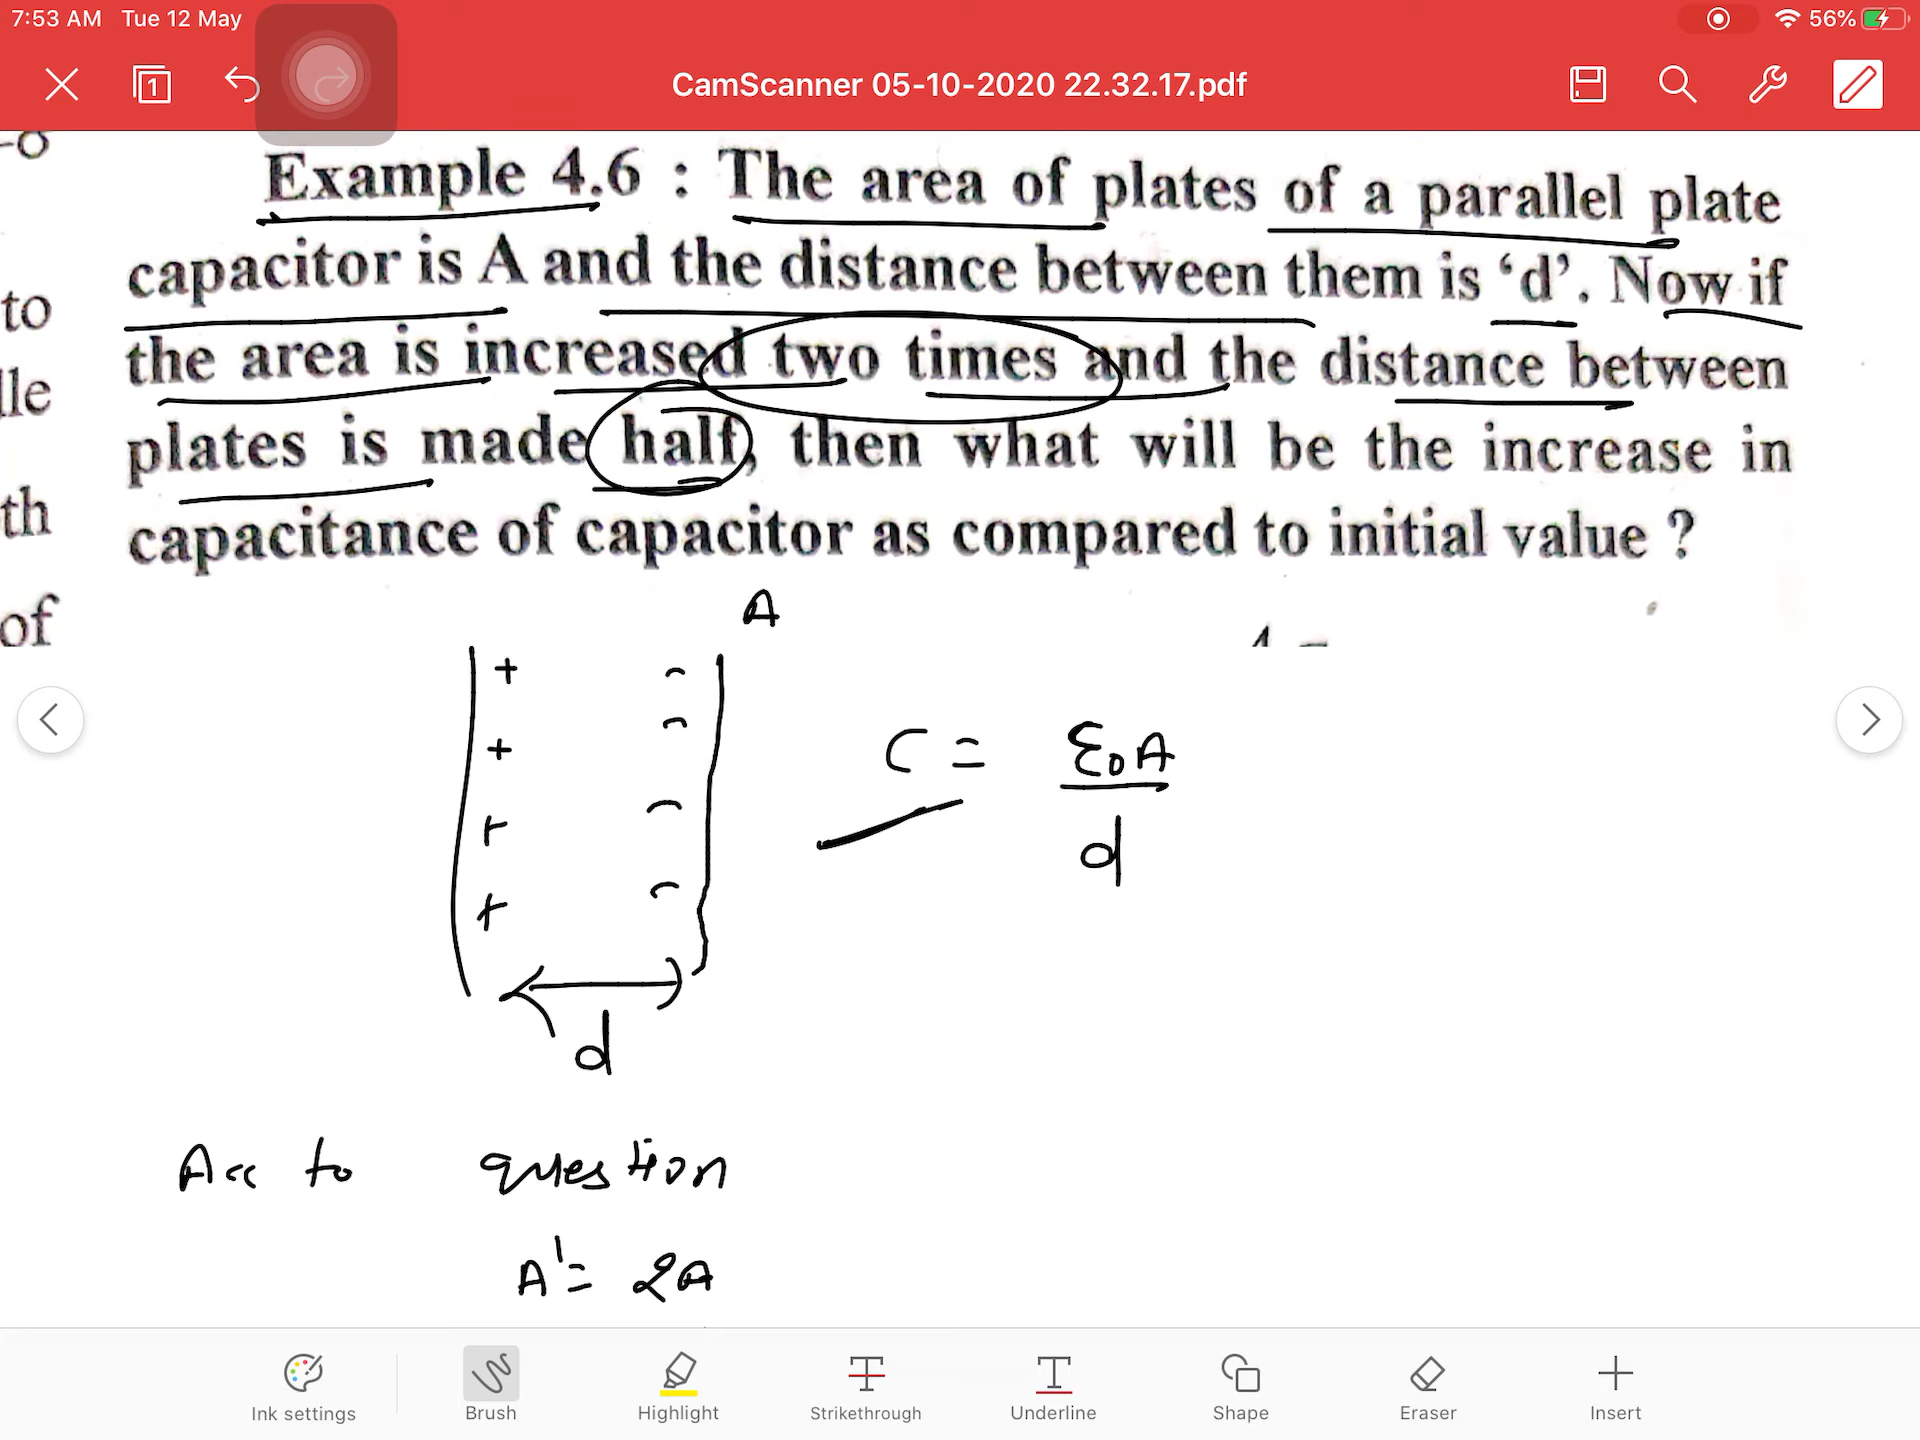 7:53 AM Tue 12 May
56%
1
CamScanner 05-10-2020 22.32.17.pdf
Example 4.6 : The area of plates of a parallel plate
to capacitor is A and the distance between them is ‘d’. Now if
the area is increased two times and the distance between
plates is made half, then what will be the increase in
th capacitance of capacitor as compared to initial value ?
of
A
+ -
+ -
+ -
+ -
C = ε₀A
d
d
Acc to question
A' = 2A
Ink settings Brush Highlight Strikethrough Underline Shape Eraser Insert